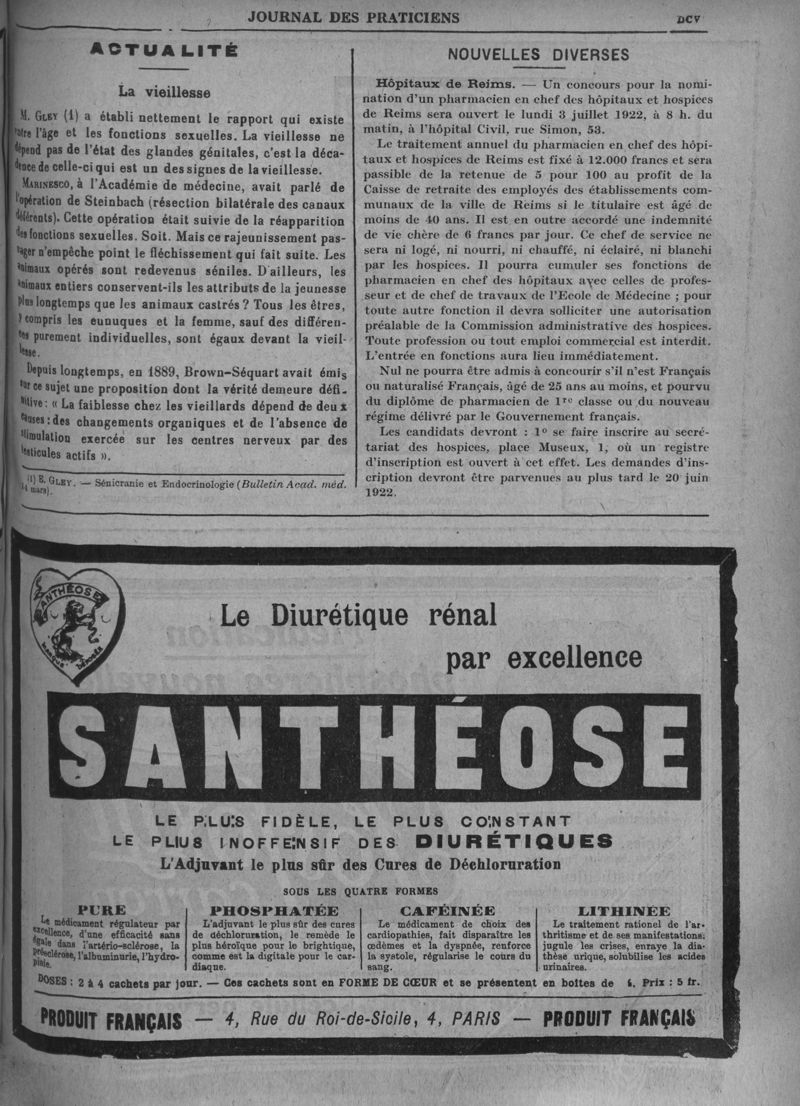 JOURNAL DES PRATICIENS
DCV
ACTUALITÉ
La vieillesse
M. GLEY (1) a établi nettement le rapport qui existe
entre l'âge et les fonctions sexuelles. La vieillesse ne
dépend pas de l'état des glandes génitales, c'est la déca-
dence de celle-ci qui est un des signes de la vieillesse.
MARINESCO, à l'Académie de médecine, avait parlé de
l'opération de Steinbach (résection bilatérale des canaux
déférents). Cette opération était suivie de la réapparition
des fonctions sexuelles. Soit. Mais ce rajeunissement pas-
sager n'empêche point le fléchissement qui fait suite. Les
animaux opérés sont redevenus séniles. D'ailleurs, les
animaux entiers conservent-ils les attributs de la jeunesse
plus longtemps que les animaux castrés ? Tous les êtres,
y compris les eunuques et la femme, sauf des différen-
ces purement individuelles, sont égaux devant la vieil-
lesse.
Depuis longtemps, en 1889, Brown-Séquart avait émis
sur ce sujet une proposition dont la vérité demeure défi-
nitive : « La faiblesse chez les vieillards dépend de deux
causes : des changements organiques et de l'absence de
stimulation exercée sur les centres nerveux par des
testicules actifs ».
(1) E. GLEY. — Sénicranie et Endocrinologie (Bulletin Acad. méd.
14 mars).
NOUVELLES DIVERSES
Hôpitaux de Reims. — Un concours pour la nomi-
nation d'un pharmacien en chef des hôpitaux et hospices
de Reims sera ouvert le lundi 3 juillet 1922, à 8 h. du
matin, à l'hôpital Civil, rue Simon, 53.
Le traitement annuel du pharmacien en chef des hôpi-
taux et hospices de Reims est fixé à 12.000 francs et sera
passible de la retenue de 5 pour 100 au profit de la
Caisse de retraite des employés des établissements com-
munaux de la ville de Reims si le titulaire est âgé de
moins de 40 ans. Il est en outre accordé une indemnité
de vie chère de 6 francs par jour. Ce chef de service ne
sera ni logé, ni nourri, ni chauffé, ni éclairé, ni blanchi
par les hospices. Il pourra cumuler ses fonctions de
pharmacien en chef des hôpitaux avec celles de profes-
seur et de chef de travaux de l'Ecole de Médecine ; pour
toute autre fonction il devra solliciter une autorisation
préalable de la Commission administrative des hospices.
Toute profession ou tout emploi commercial est interdit.
L'entrée en fonctions aura lieu immédiatement.
Nul ne pourra être admis à concourir s'il n'est Français
ou naturalisé Français, âgé de 25 ans au moins, et pourvu
du diplôme de pharmacien de 1re classe ou du nouveau
régime délivré par le Gouvernement français.
Les candidats devront : 1o se faire inscrire au secré-
tariat des hospices, place Museux, 1, où un registre
d'inscription est ouvert à cet effet. Les demandes d'ins-
cription devront être parvenues au plus tard le 20 juin
1922.
SANTHÉOSE
MARQUE DÉPOSÉE
Le Diurétique rénal
par excellence
SANTHÉOSE
LE PLUS FIDÈLE, LE PLUS CONSTANT
LE PLUS INOFFENSIF DES DIURÉTIQUES
L'Adjuvant le plus sûr des Cures de Déchloruration
SOUS LES QUATRE FORMES
PURE
Le médicament régulateur par
excellence, d'une efficacité sans
égale dans l'artério-sclérose, la
présclérose, l'albuminurie, l'hydro-
pisie.
PHOSPHATÉE
L'adjuvant le plus sûr des cures
de déchloruration, le remède le
plus héroïque pour le brightique,
comme est la digitale pour le car-
diaque.
CAFÉINÉE
Le médicament de choix des
cardiopathies, fait disparaître les
œdèmes et la dyspnée, renforce
la systole, régularise le cours du
sang.
LITHINÉE
Le traitement rationel de l'ar-
thritisme et de ses manifestations,
jugule les crises, enraye la dia-
thèse urique, solubilise les acides
urinaires.
DOSES : 2 à 4 cachets par jour. — Ces cachets sont en FORME DE CŒUR et se présentent en boîtes de . Prix : 5 fr.
PRODUIT FRANÇAIS — 4, Rue du Roi-de-Sicile, 4, PARIS — PRODUIT FRANÇAIS